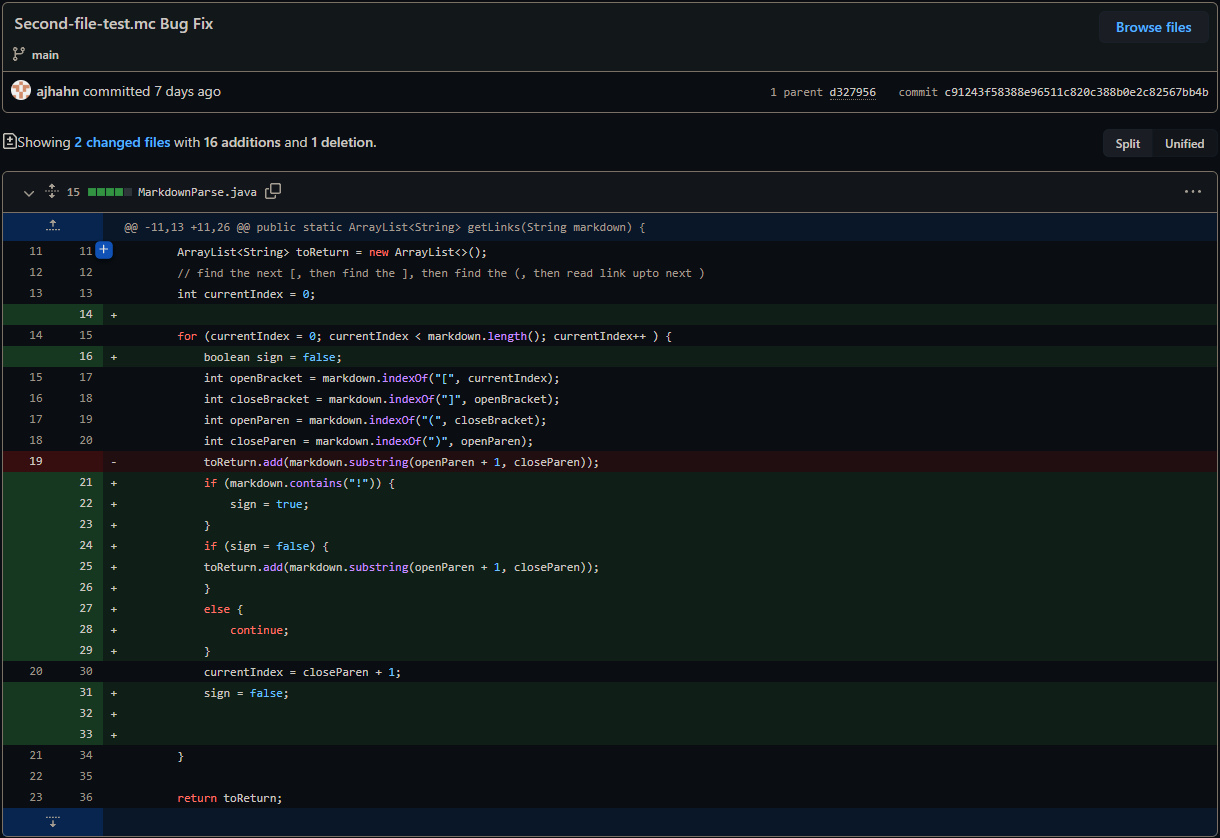 Second-file-test.mc Bug Fix
Browse files
main
ajhahn committed 7 days ago
1 parent d327956 commit c91243f58388e96511c820c388b0e2c82567bb4b
Showing 2 changed files with 16 additions and 1 deletion.
Split Unified
15 MarkdownParse.java
@@ -11,13 +11,26 @@ public static ArrayList<String> getLinks(String markdown) {
11 11 + ArrayList<String> toReturn = new ArrayList<>();
12 12 // find the next [, then find the ], then find the (, then read link upto next )
13 13 int currentIndex = 0;
14 +
14 15 for (currentIndex = 0; currentIndex < markdown.length(); currentIndex++ ) {
16 + boolean sign = false;
15 17 int openBracket = markdown.indexOf("[", currentIndex);
16 18 int closeBracket = markdown.indexOf("]", openBracket);
17 19 int openParen = markdown.indexOf("(", closeBracket);
18 20 int closeParen = markdown.indexOf(")", openParen);
19 - toReturn.add(markdown.substring(openParen + 1, closeParen));
21 + if (markdown.contains("!")) {
22 + sign = true;
23 + }
24 + if (sign = false) {
25 + toReturn.add(markdown.substring(openParen + 1, closeParen));
26 + }
27 + else {
28 + continue;
29 + }
20 30 currentIndex = closeParen + 1;
31 + sign = false;
32 +
33 +
21 34 }
22 35
23 36 return toReturn;